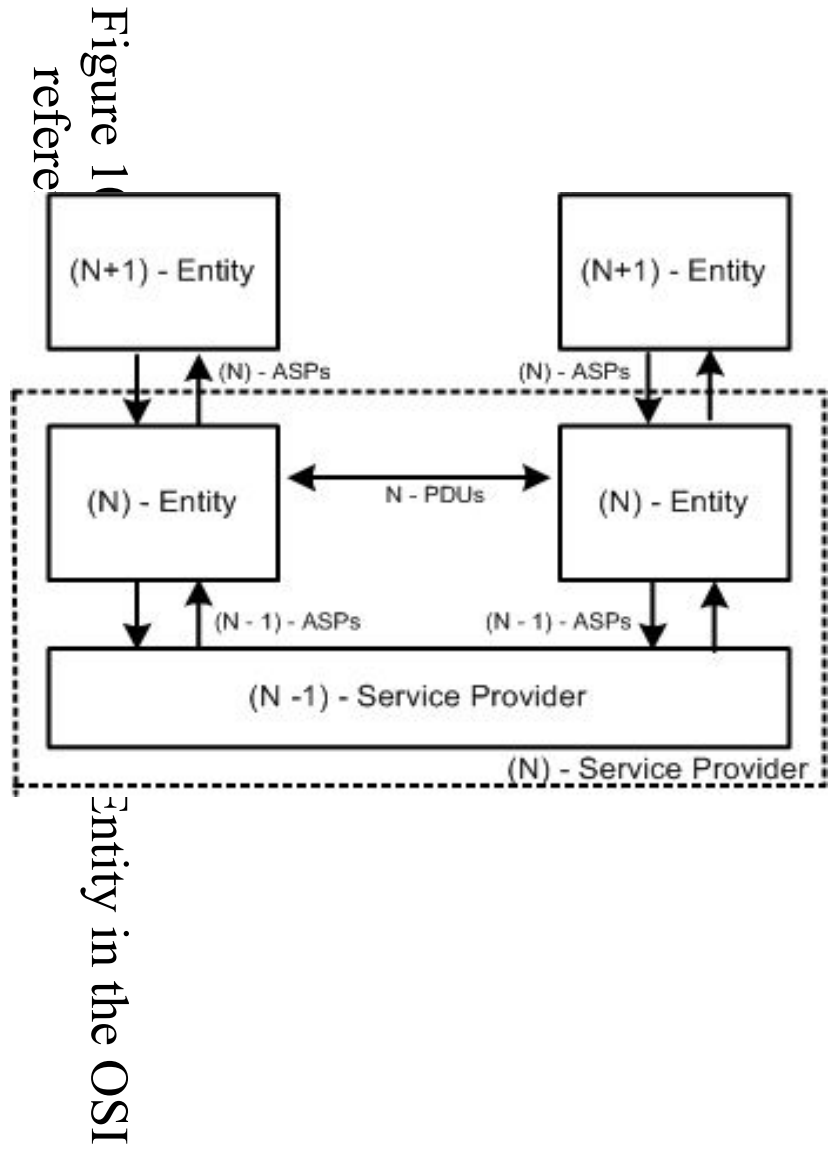 Figure 1
refere
(N+1) - Entity
(N+1) - Entity
(N) - ASPs
(N) - ASPs
(N) - Entity
N - PDUs
(N) - Entity
(N - 1) - ASPs
(N - 1) - ASPs
(N -1) - Service Provider
(N) - Service Provider
Entity in the OSI